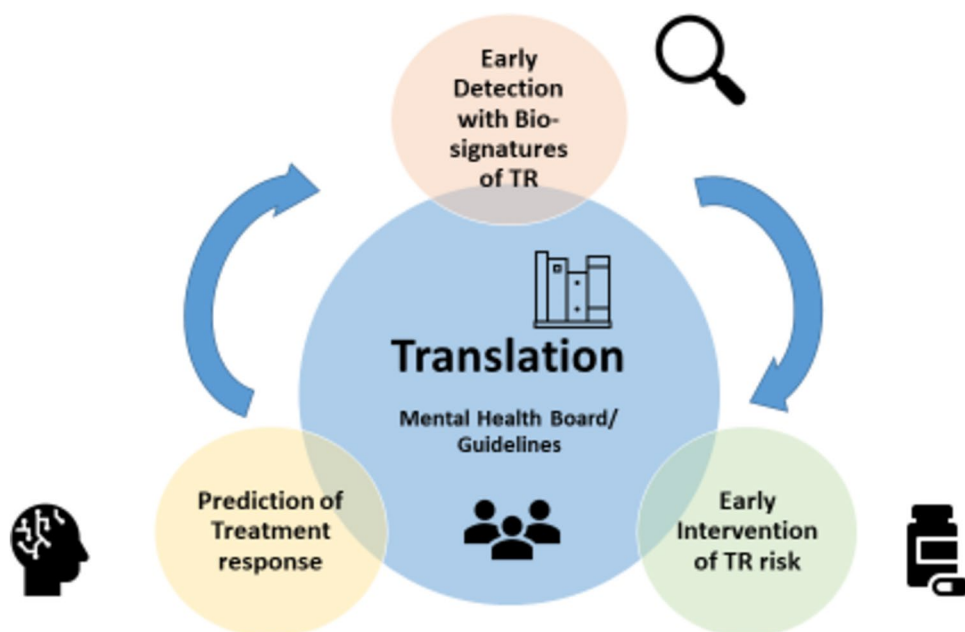 Early
Detection
with Bio-
signatures
of TR
Translation
Mental Health Board/
Guidelines
Prediction of
Treatment
response
Early
Intervention
of TR risk